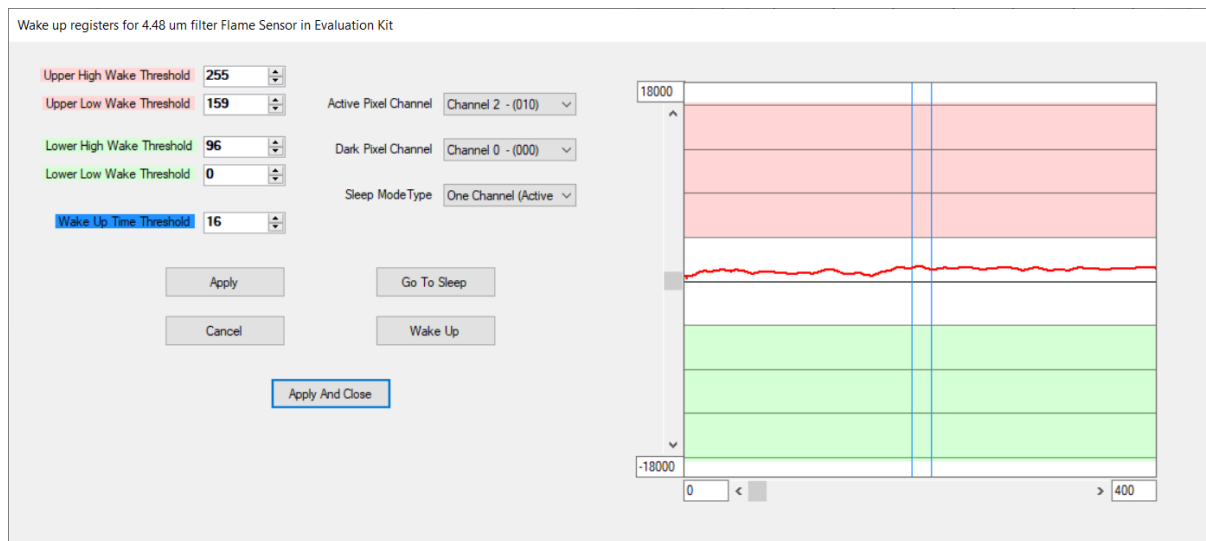 Wake up registers for 4.48 um filter Flame Sensor in Evaluation Kit
Upper High Wake Threshold 255
Upper Low Wake Threshold 159
Lower High Wake Threshold 96
Lower Low Wake Threshold 0
Wake Up Time Threshold 16
Active Pixel Channel Channel 2 - (010)
Dark Pixel Channel Channel 0 - (000)
Sleep ModeType One Channel (Active
Apply
Go To Sleep
Cancel
Wake Up
Apply And Close
18000
-18000
0
400